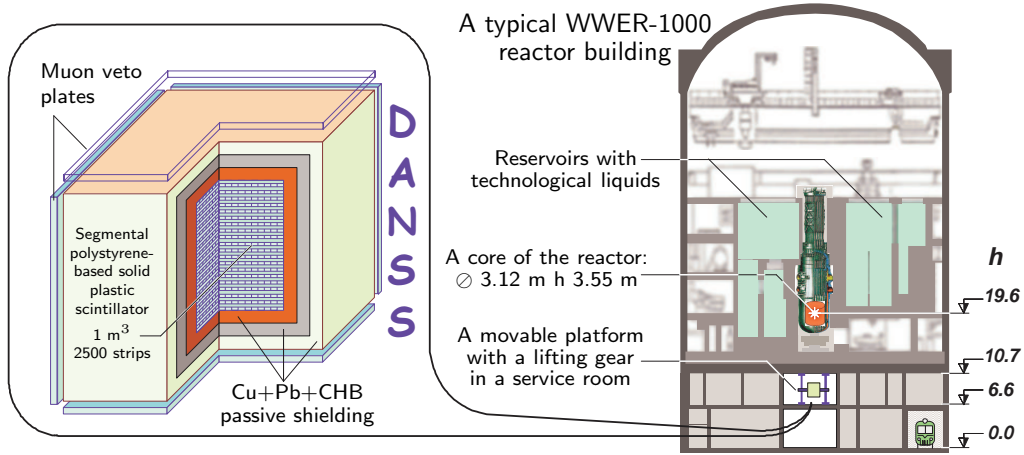 Muon veto
plates
DANSS
Segmental
polystyrene-
based solid
plastic
scintillator
1 m³
2500 strips
Cu+Pb+CHB
passive shielding
A typical WWER-1000
reactor building
Reservoirs with
technological liquids
A core of the reactor:
∅ 3.12 m h 3.55 m
A movable platform
with a lifting gear
in a service room
h
19.6
10.7
6.6
0.0